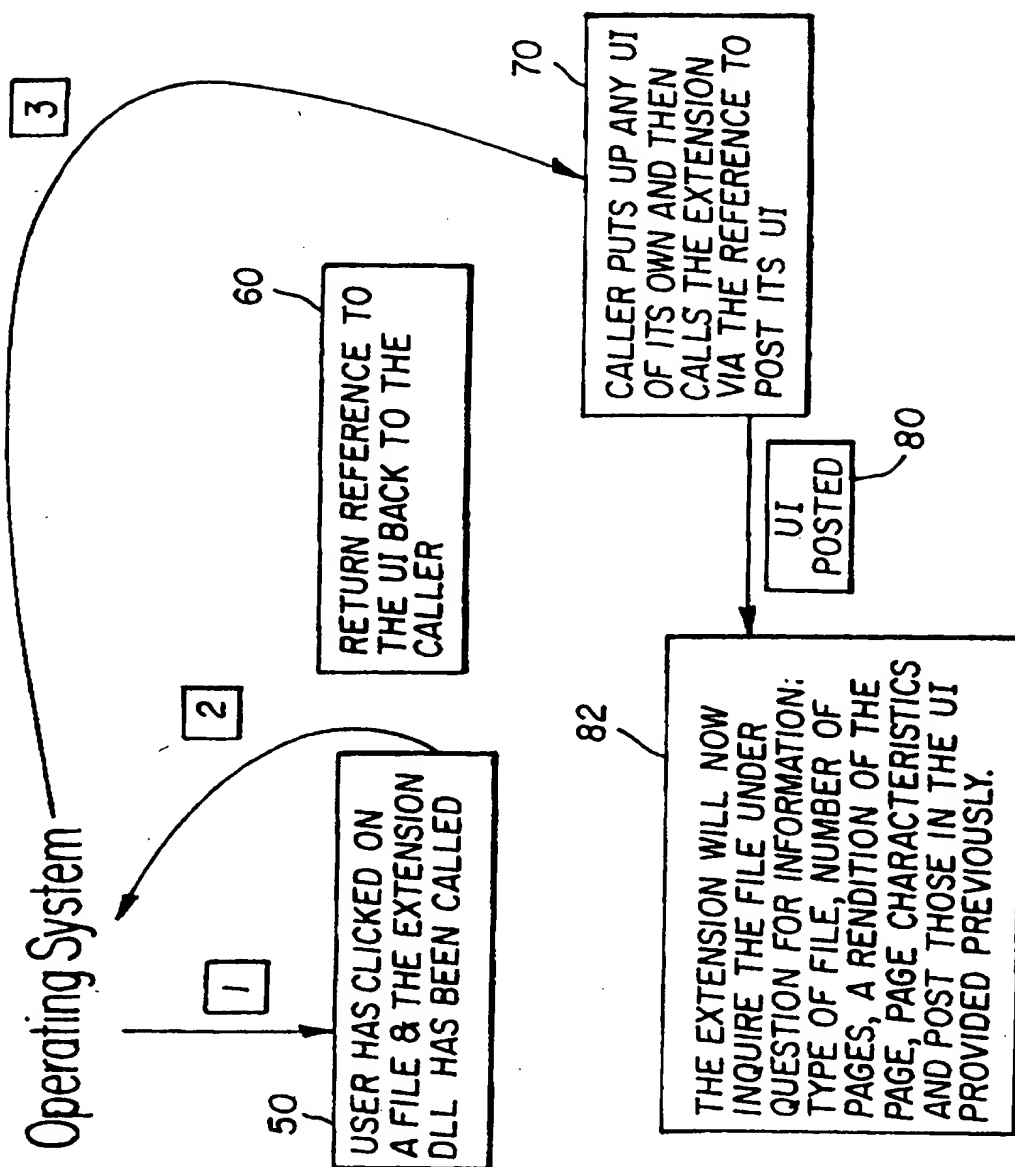 Operating System
1
2
3
50
USER HAS CLICKED ON
A FILE & THE EXTENSION
DLL HAS BEEN CALLED
60
RETURN REFERENCE TO
THE UI BACK TO THE
CALLER
70
CALLER PUTS UP ANY UI
OF ITS OWN AND THEN
CALLS THE EXTENSION
VIA THE REFERENCE TO
POST ITS UI
UI
POSTED
80
82
THE EXTENSION WILL NOW
INQUIRE THE FILE UNDER
QUESTION FOR INFORMATION:
TYPE OF FILE, NUMBER OF
PAGES, A RENDITION OF THE
PAGE, PAGE CHARACTERISTICS
AND POST THOSE IN THE UI
PROVIDED PREVIOUSLY.